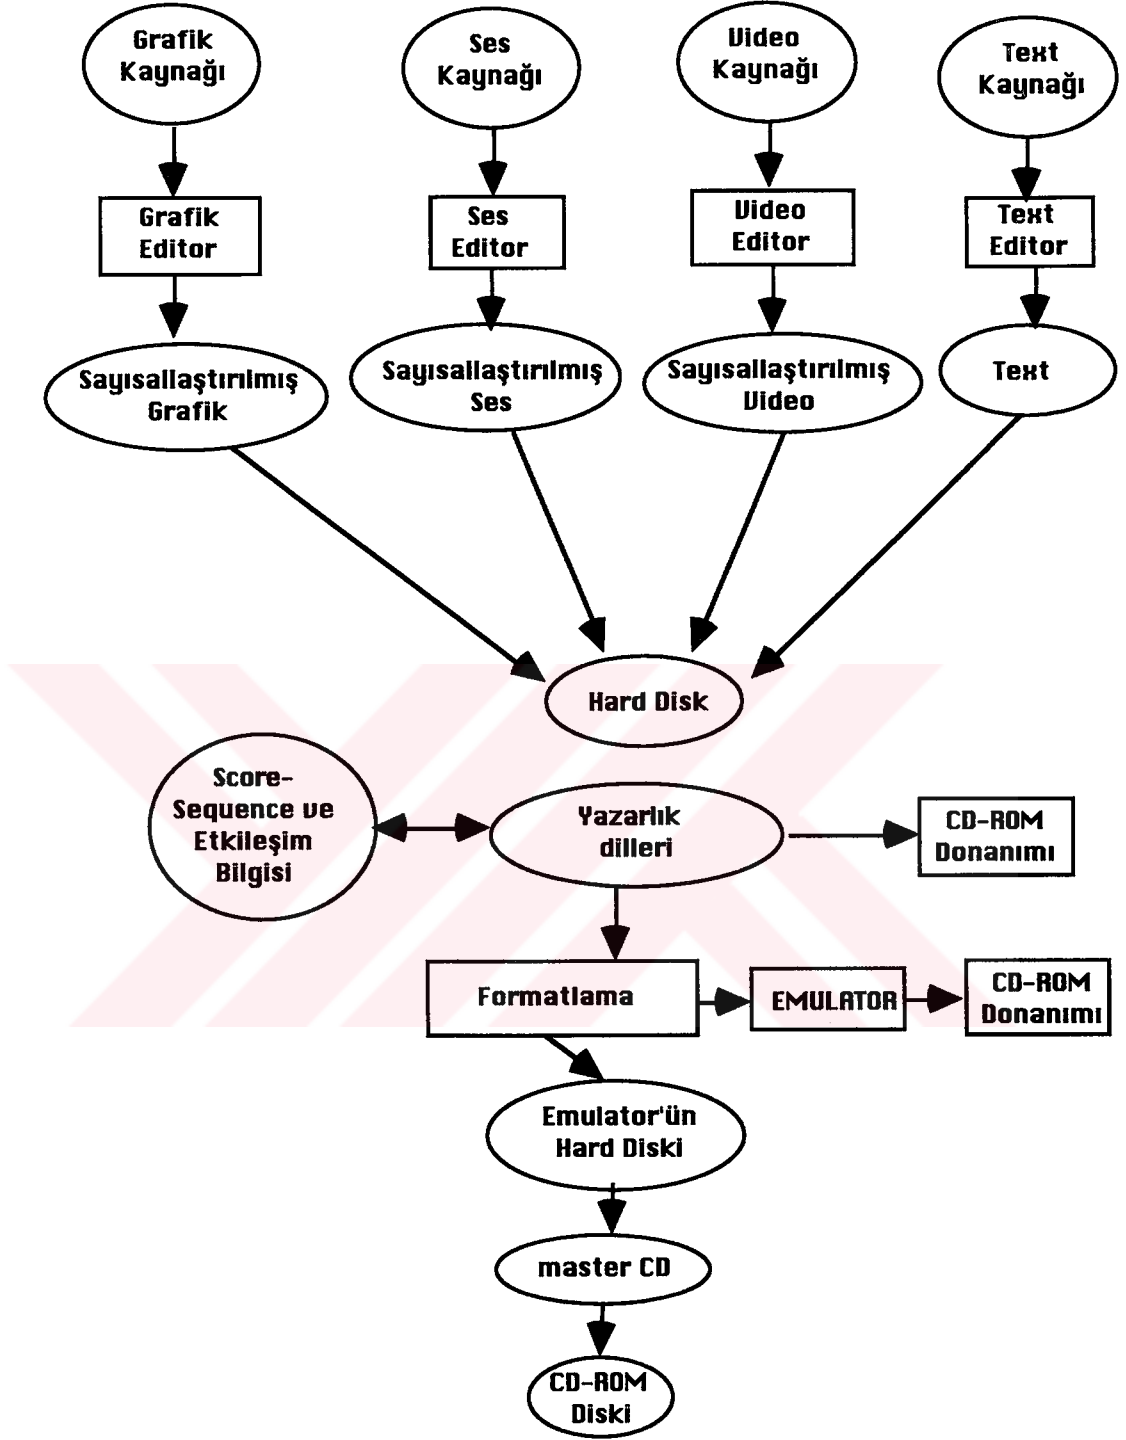 Grafik
Kaynağı
Ses
Kaynağı
Video
Kaynağı
Text
Kaynağı
Grafik
Editor
Ses
Editor
Video
Editor
Text
Editor
Sayısallaştırılmış
Grafik
Sayısallaştırılmış
Ses
Sayısallaştırılmış
Video
Text
Hard Disk
Score-
Sequence ve
Etkileşim
Bilgisi
Yazarlık
dilleri
CD-ROM
Donanımı
Formatlama
EMULATOR
CD-ROM
Donanımı
Emulator'ün
Hard Diski
master CD
CD-ROM
Diski